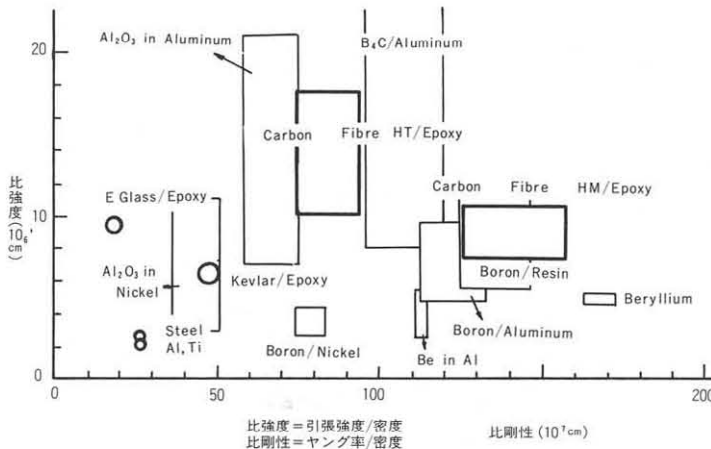 20
10
0
比強度(10⁶,cm)
Al₂O₃ in Aluminum
B₄C/Aluminum
Carbon Fibre HT/Epoxy
Carbon Fibre HM/Epoxy
E Glass/Epoxy
Al₂O₃ in
Nickel
Kevlar/Epoxy
Boron/Resin
Beryllium
Steel
Al, Ti
Boron/Nickel
Boron/Aluminum
Be in Al
0 50 100 200
比強度=引張強度/密度
比剛性=ヤング率/密度
比剛性(10⁷cm)